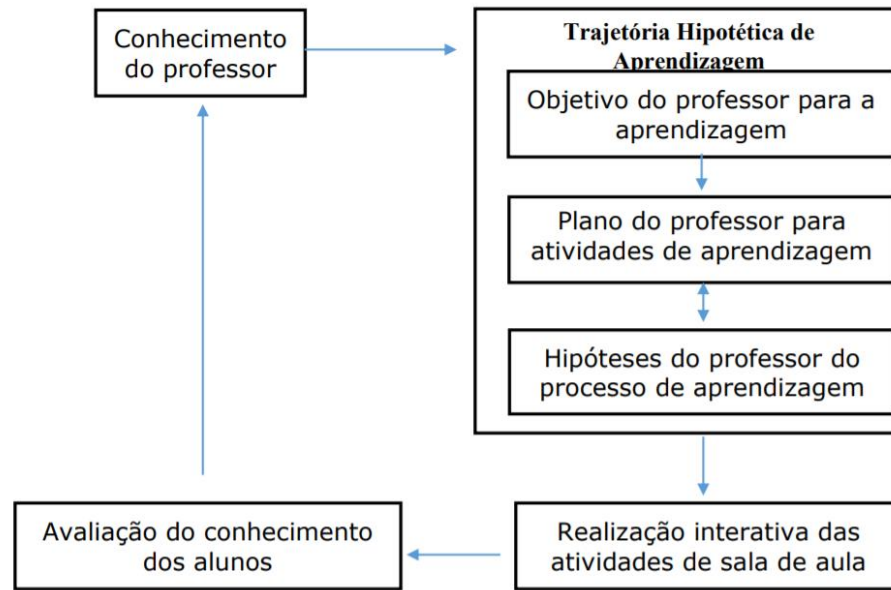 Conhecimento
do professor
Trajetória Hipotética de
Aprendizagem
Objetivo do professor para a
aprendizagem
Plano do professor para
atividades de aprendizagem
Hipóteses do professor do
processo de aprendizagem
Avaliação do conhecimento
dos alunos
Realização interativa das
atividades de sala de aula